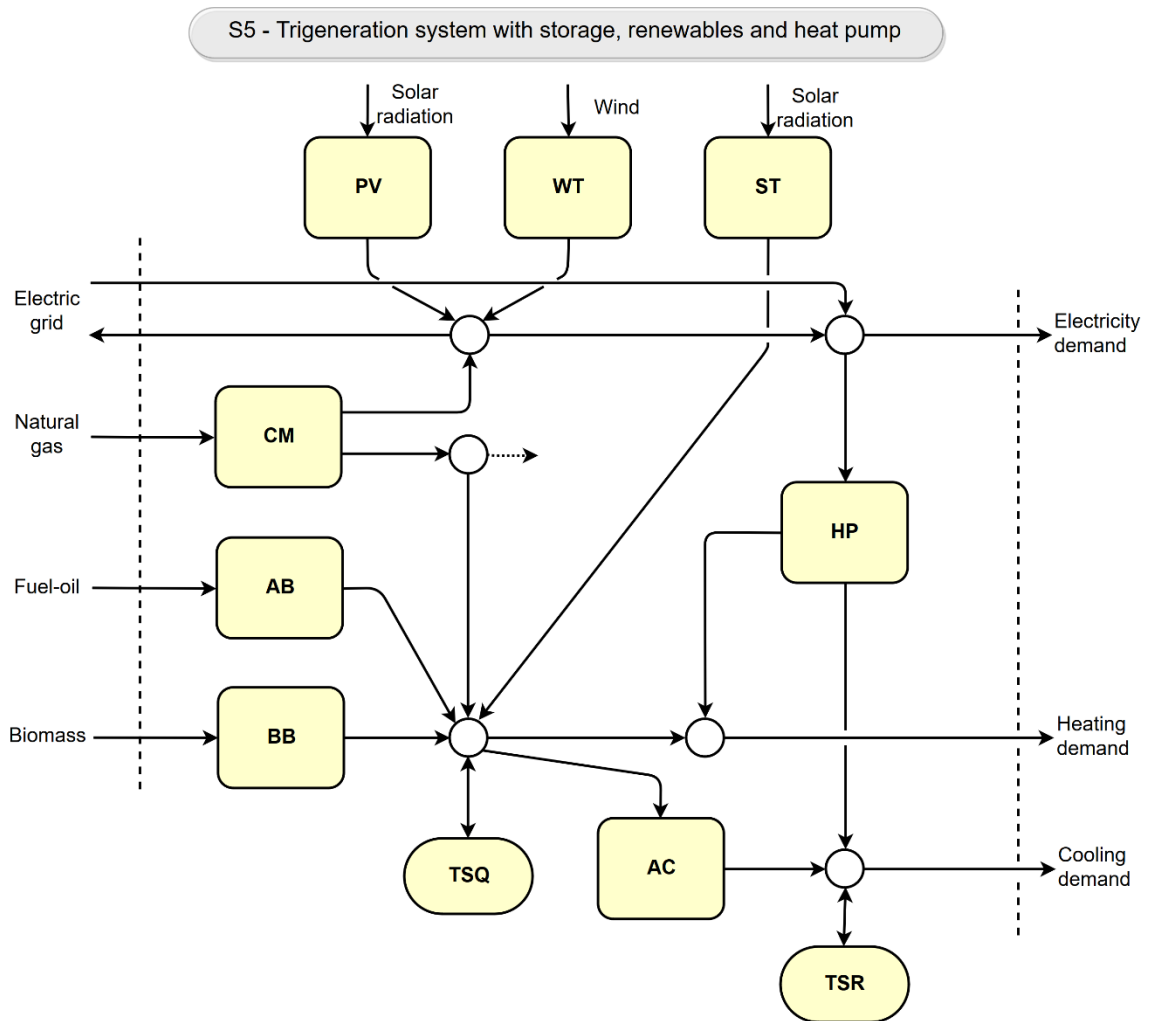 S5 - Trigeneration system with storage, renewables and heat pump
Solar
radiation
Wind
Solar
radiation
PV
WT
ST
Electric
grid
Electricity
demand
Natural
gas
CM
HP
Fuel-oil
AB
Biomass
BB
Heating
demand
TSQ
AC
Cooling
demand
TSR